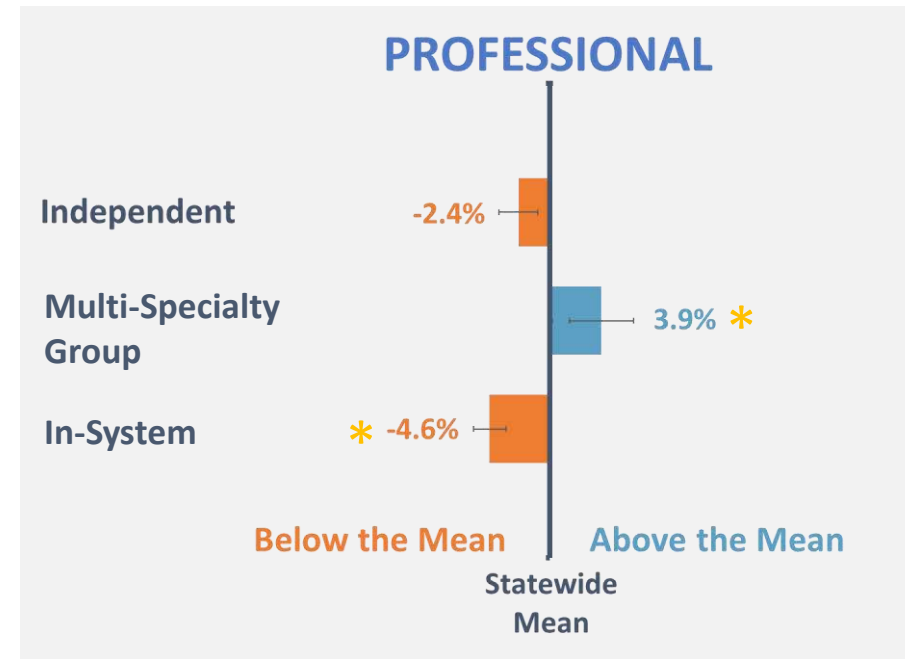 PROFESSIONAL
Independent
-2.4%
Multi-Specialty
Group
3.9% *
In-System
* -4.6%
Below the Mean
Above the Mean
Statewide
Mean